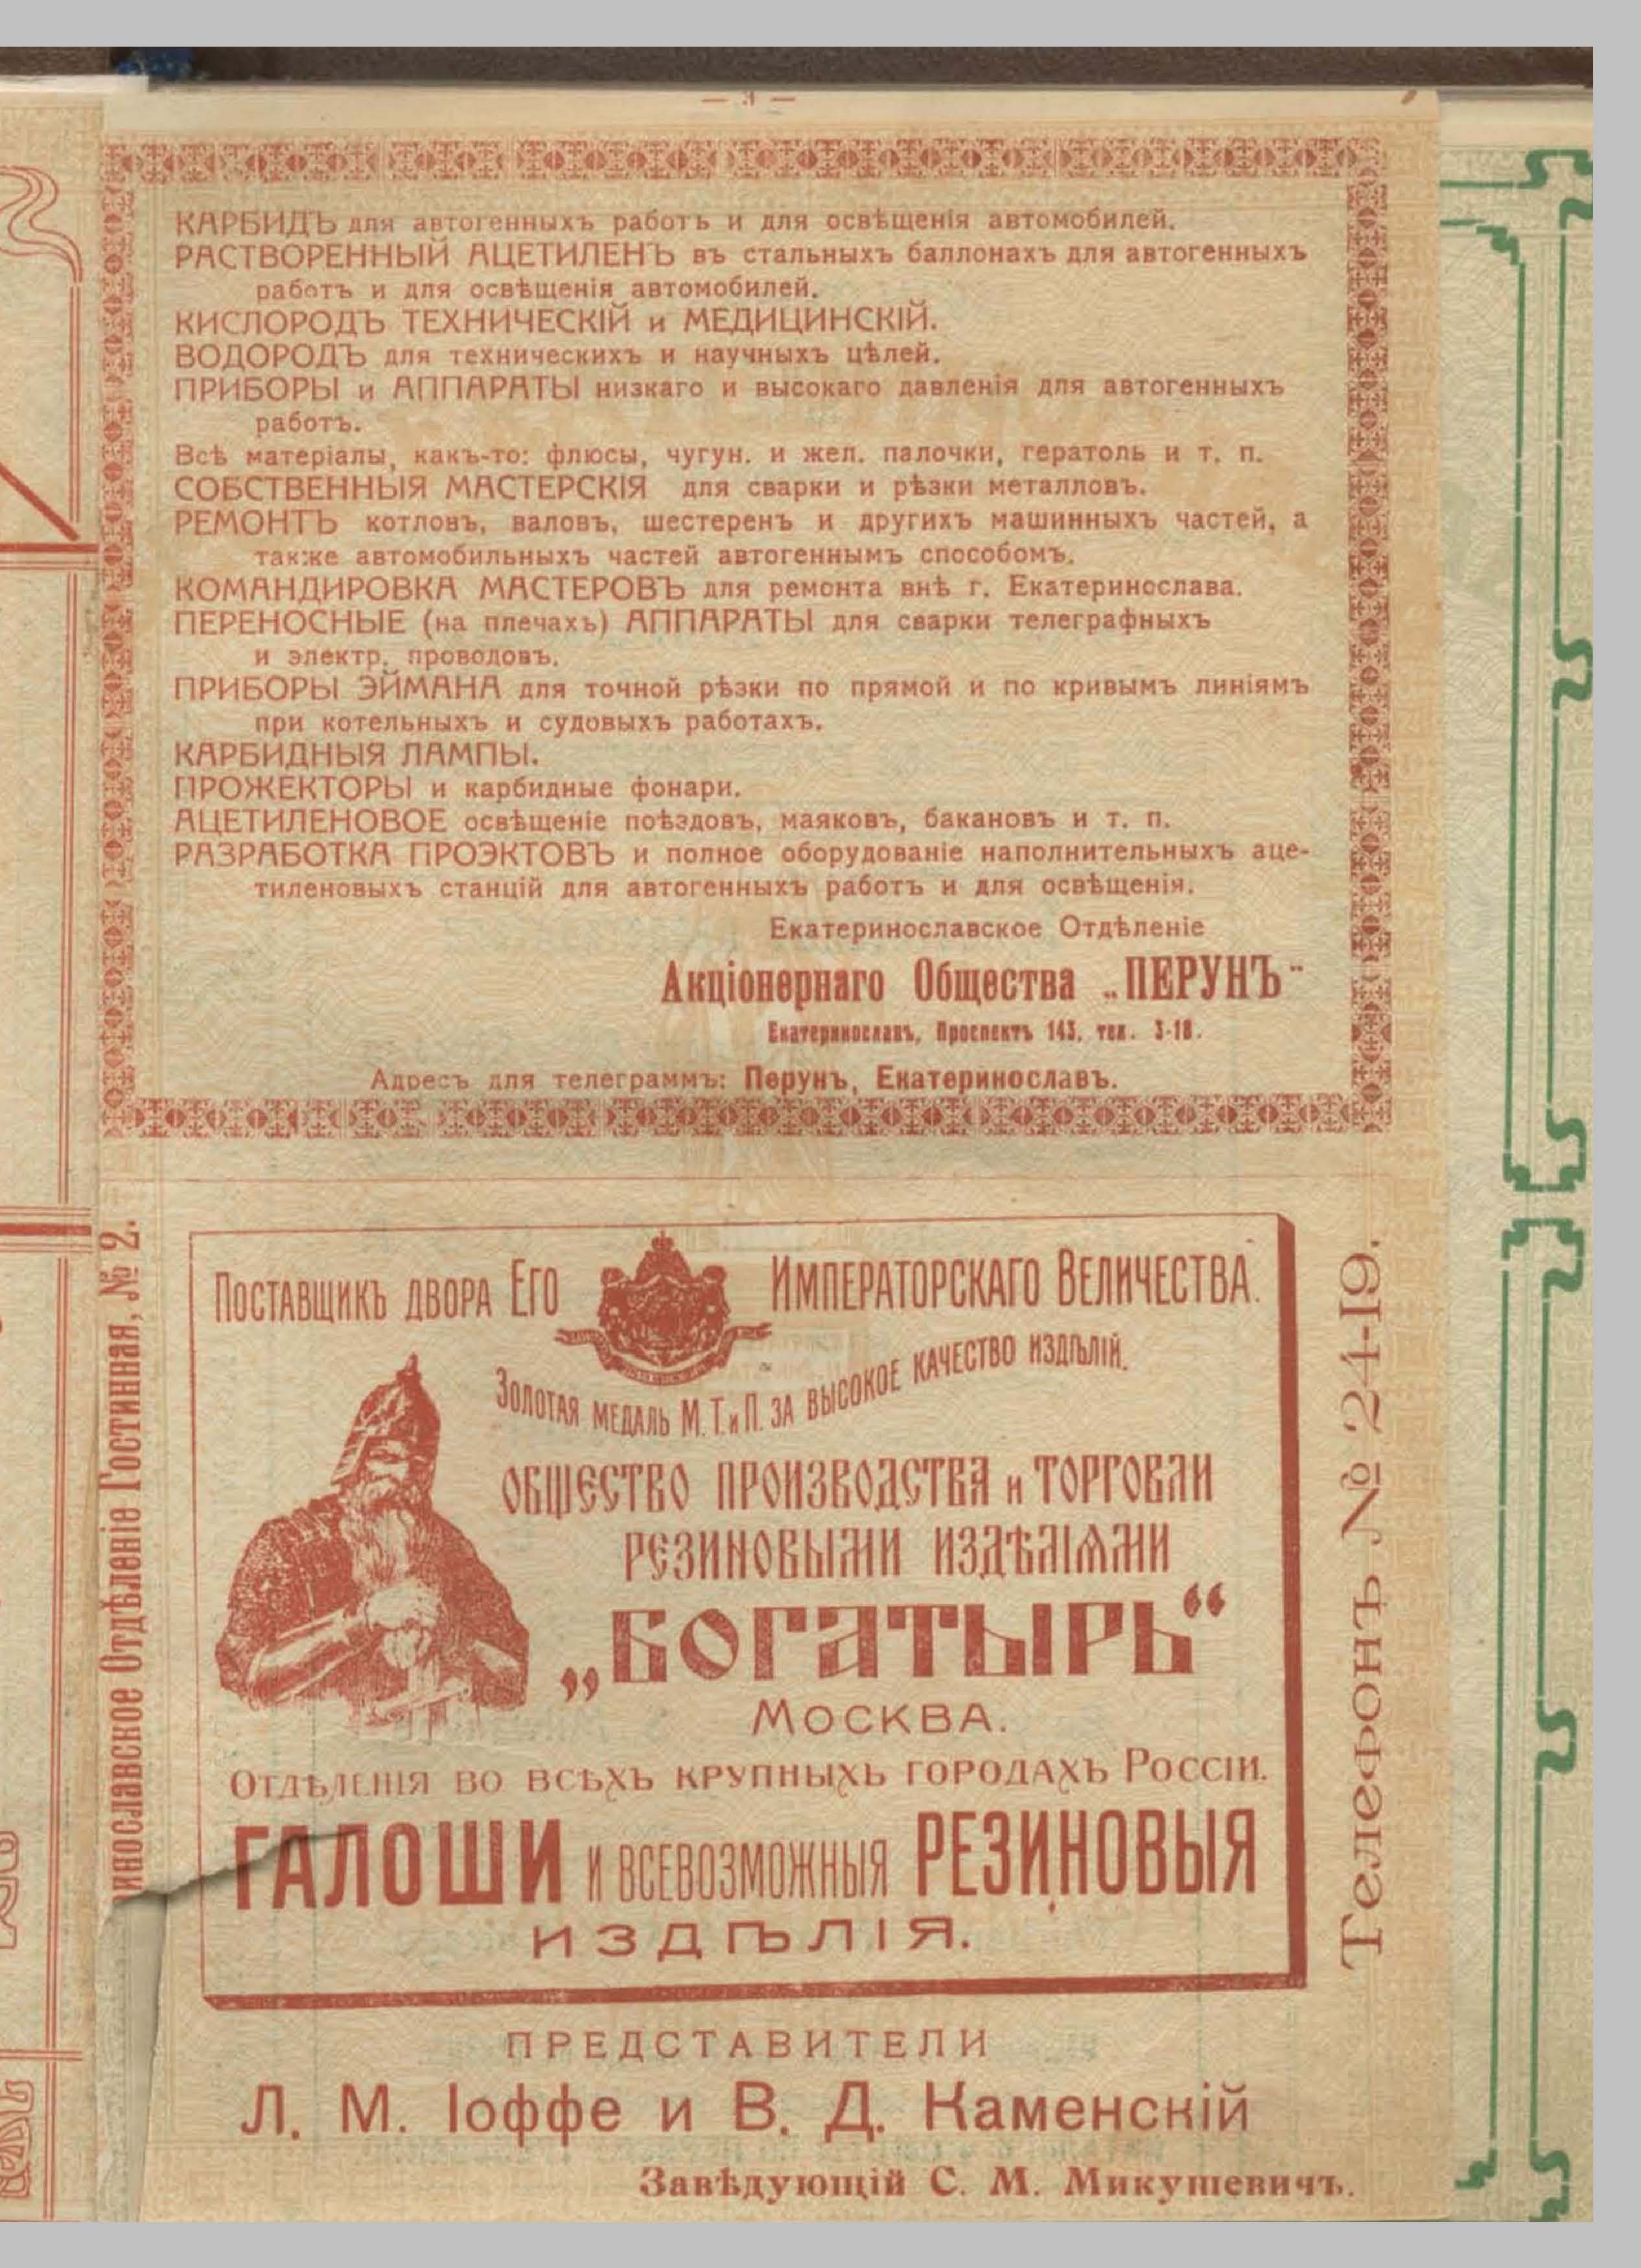 — 3 —
КАРБИДЪ для автогенныхъ работъ и для освѣщенія автомобилей.
РАСТВОРЕННЫЙ АЦЕТИЛЕНЪ въ стальныхъ баллонахъ для автогенныхъ
работъ и для освѣщенія автомобилей.
КИСЛОРОДЪ ТЕХНИЧЕСКІЙ и МЕДИЦИНСКІЙ.
ВОДОРОДЪ для техническихъ и научныхъ цѣлей.
ПРИБОРЫ и АППАРАТЫ низкаго и высокаго давленія для автогенныхъ
работъ.
Всѣ матеріалы, какъ-то: флюсы, чугун. и жел. палочки, гератоль и т. п.
СОБСТВЕННЫЯ МАСТЕРСКІЯ для сварки и рѣзки металловъ.
РЕМОНТЪ котловъ, валовъ, шестеренъ и другихъ машинныхъ частей, а
также автомобильныхъ частей автогеннымъ способомъ.
КОМАНДИРОВКА МАСТЕРОВЪ для ремонта внѣ г. Екатеринослава.
ПЕРЕНОСНЫЕ (на плечахъ) АППАРАТЫ для сварки телеграфныхъ
и электр. проводовъ.
ПРИБОРЫ ЭЙМАНА для точной рѣзки по прямой и по кривымъ линіямъ
при котельныхъ и судовыхъ работахъ.
КАРБИДНЫЯ ЛАМПЫ.
ПРОЖЕКТОРЫ и карбидные фонари.
АЦЕТИЛЕНОВОЕ освѣщеніе поѣздовъ, маяковъ, бакановъ и т. п.
РАЗРАБОТКА ПРОЭКТОВЪ и полное оборудованіе наполнительныхъ аце-
тиленовыхъ станцій для автогенныхъ работъ и для освѣщенія.
Екатеринославское Отдѣленіе
Акціонернаго Общества „ПЕРУНЪ"
Екатеринославъ, Проспектъ 143, тел. 3-18.
Адресъ для телеграммъ: Перунъ, Екатеринославъ.
инославское Отдѣленіе Гостинная, № 2.
ПОСТАВЩИКЪ ДВОРА ЕГО ИМПЕРАТОРСКАГО ВЕЛИЧЕСТВА.
ЗОЛОТАЯ МЕДАЛЬ М.Т.и П. ЗА ВЫСОКОЕ КАЧЕСТВО ИЗДѢЛІЙ.
ОБЩЕСТВО ПРОИЗВОДСТВА и ТОРГОВЛИ
РЕЗИНОВЫМИ ИЗДѢЛІѦМИ
„БОГАТЫРЬ“
МОСКВА.
ОТДѢЛЕНІЯ ВО ВСѢХЪ КРУПНЫХЪ ГОРОДАХЪ РОССІИ.
ГАЛОШИ И ВСЕВОЗМОЖНЫЯ РЕЗИНОВЫЯ
ИЗДѢЛІЯ.
Телефонъ № 24-19.
ПРЕДСТАВИТЕЛИ
Л. М. Іоффе и В. Д. Каменскій
Завѣдующій С. М. Микушевичъ.